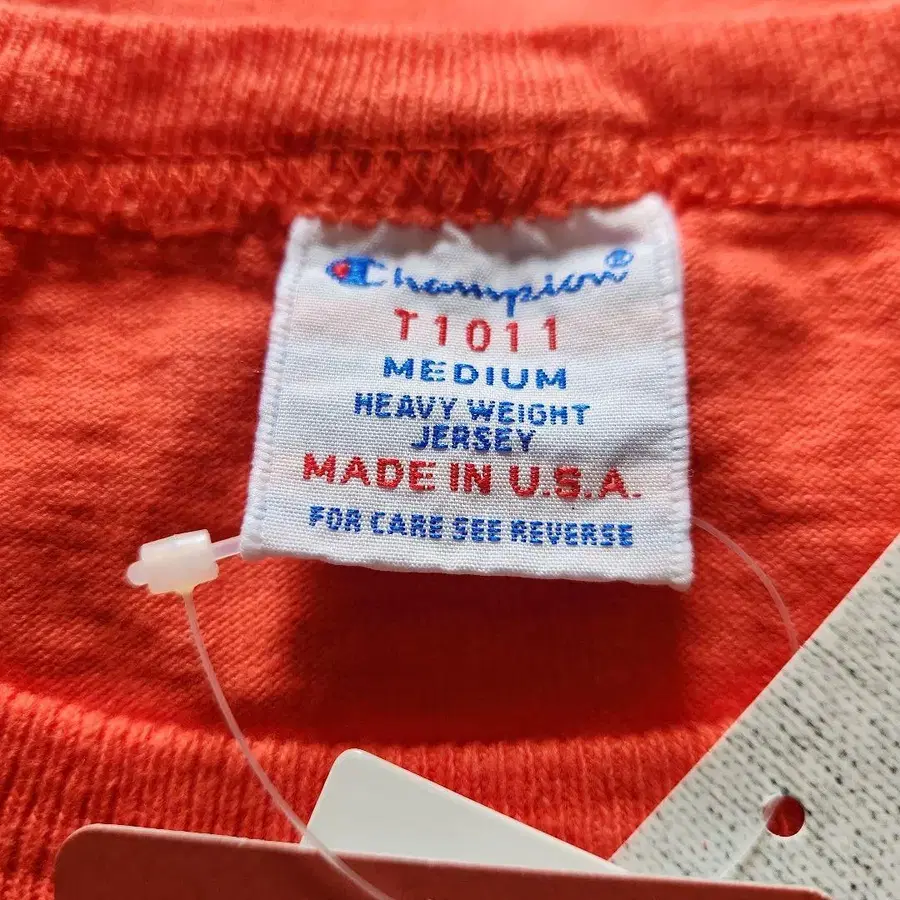 Champion®
T1011
MEDIUM
HEAVY WEIGHT
JERSEY
MADE IN U.S.A.
FOR CARE SEE REVERSE